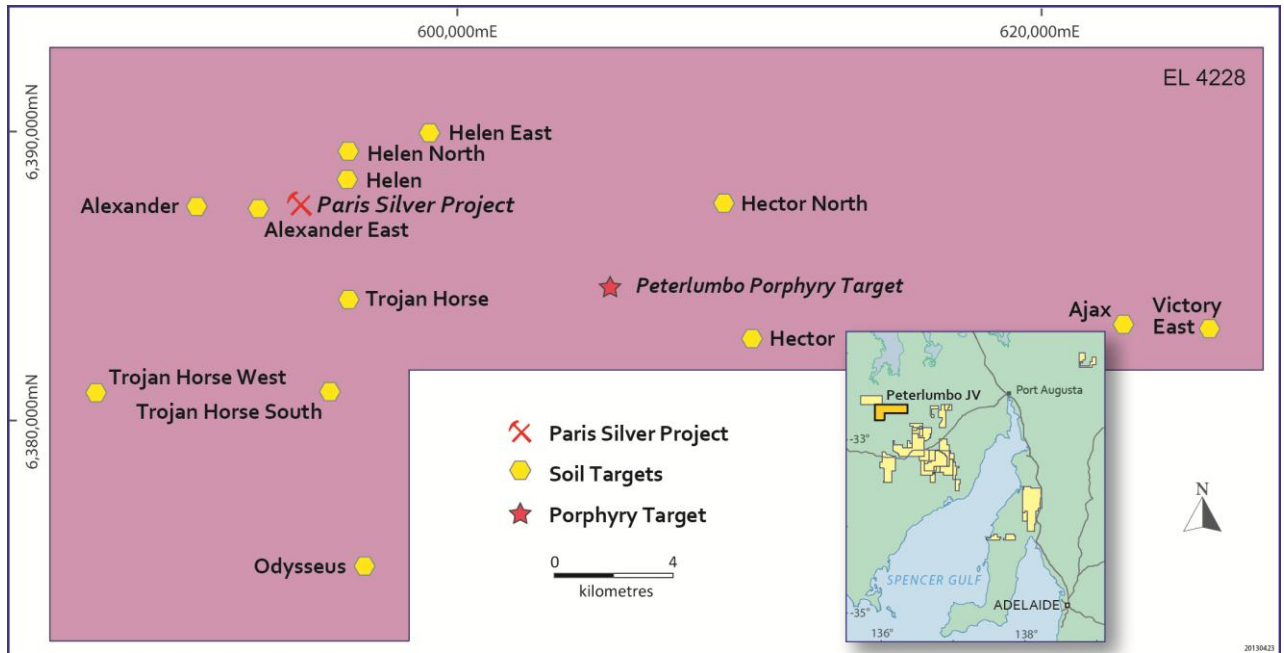 600,000mE
620,000mE
EL 4228
6,390,000mN
Helen East
Helen North
Helen
Alexander
Paris Silver Project
Hector North
Alexander East
Peterlumbo Porphyry Target
Trojan Horse
Ajax
Victory
East
Hector
Trojan Horse West
Trojan Horse South
6,380,000mN
Peterlumbo JV
Port Augusta
-33°
Paris Silver Project
Soil Targets
Porphyry Target
N
Odysseus
0
4
kilometres
SPENCER GULF
ADELAIDE
-35°
136°
138°
20130423